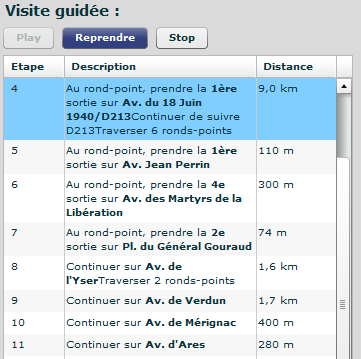 Visite guidée :
Play Reprendre Stop
Etape Description Distance
4 Au rond-point, prendre la 1ère 9,0 km
sortie sur Av. du 18 Juin
1940/D213Continuer de suivre
D213Traverser 6 ronds-points
5 Au rond-point, prendre la 1ère 110 m
sortie sur Av. Jean Perrin
6 Au rond-point, prendre la 4e 300 m
sortie sur Av. des Martyrs de la
Libération
7 Au rond-point, prendre la 2e 74 m
sortie sur Pl. du Général Gouraud
8 Continuer sur Av. de 1,6 km
l'YserTraverser 2 ronds-points
9 Continuer sur Av. de Verdun 1,7 km
10 Continuer sur Av. de Mérignac 400 m
11 Continuer sur Av. d'Ares 280 m